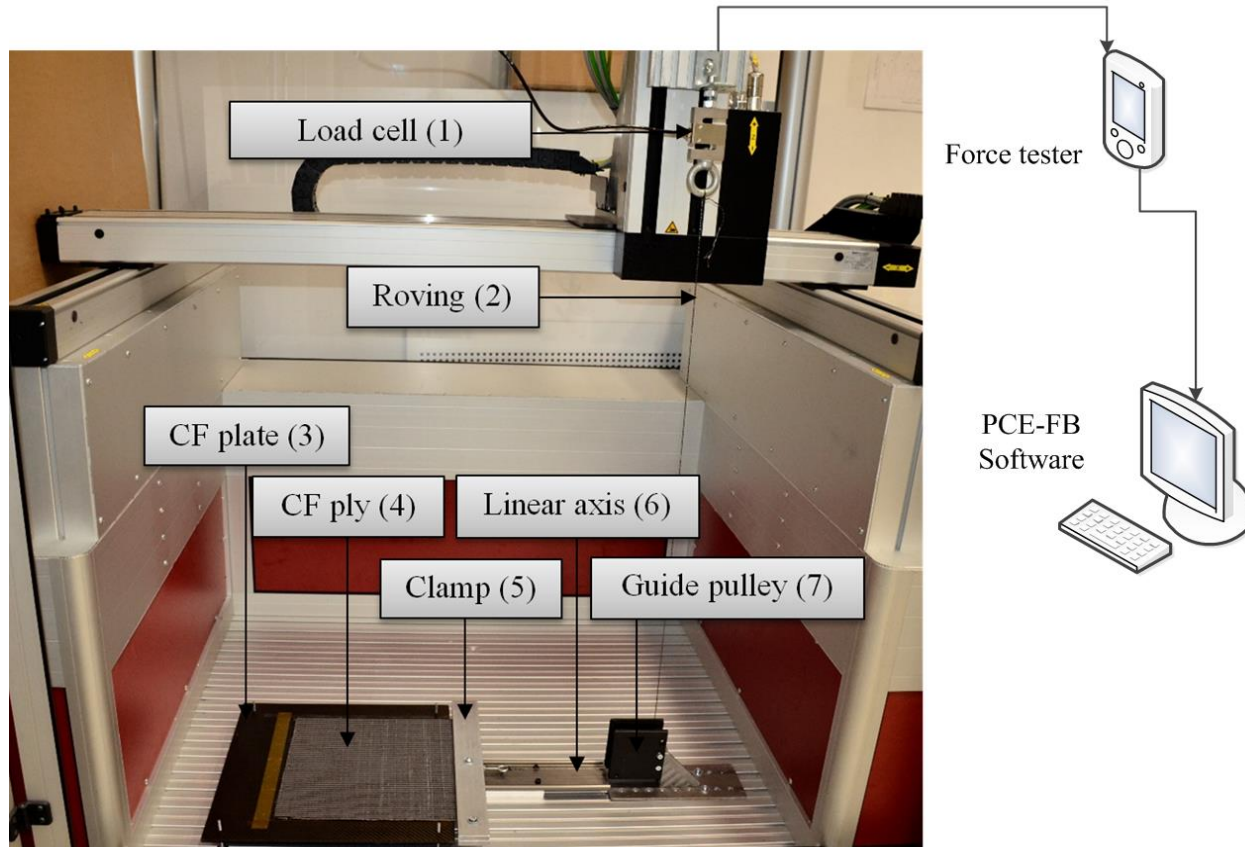 Load cell (1)
Force tester
Roving (2)
CF plate (3)
PCE-FB
Software
CF ply (4)
Linear axis (6)
Clamp (5)
Guide pulley (7)